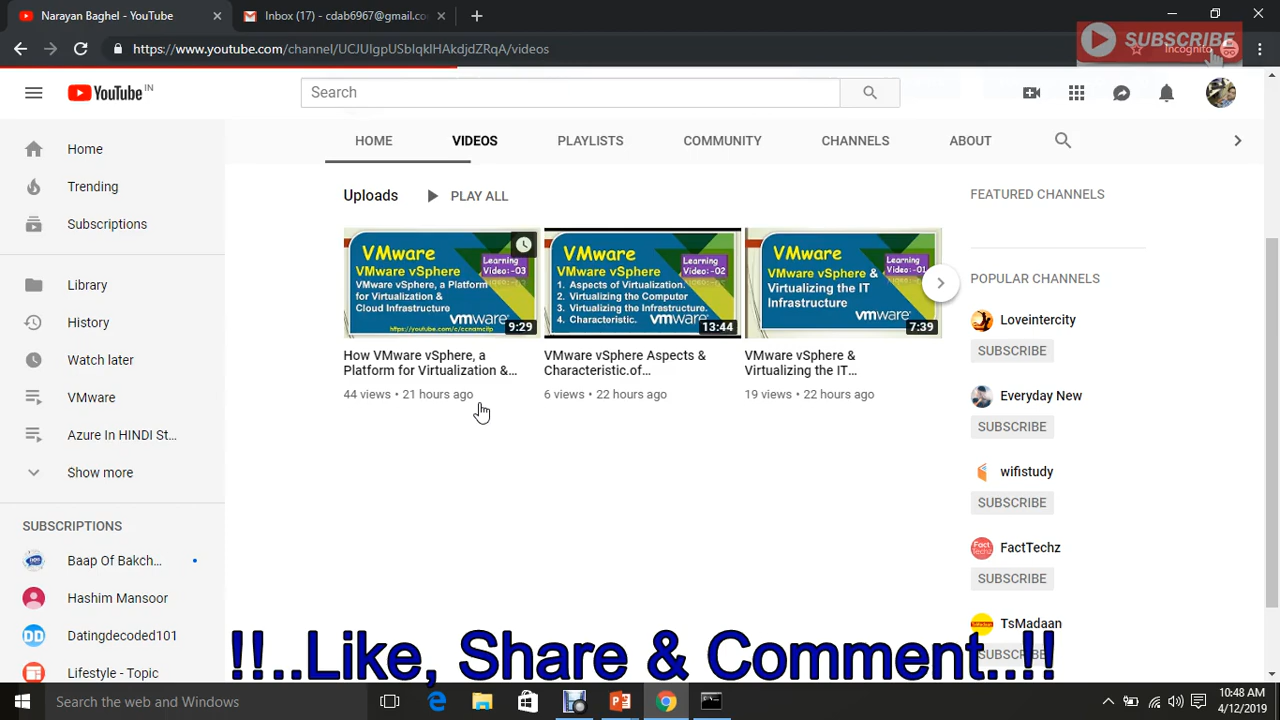 Narayan Baghel - YouTube
Inbox (17) - cdab6967@gmail.co
https://www.youtube.com/channel/UCJUIgpUSbIqkIHAkdjdZRqA/videos
SUBSCRIBE
Incognito
YouTube IN
Search
HOME VIDEOS PLAYLISTS COMMUNITY CHANNELS ABOUT
Home
Trending
Subscriptions
Library
History
Watch later
VMware
Azure In HINDI St...
Show more
SUBSCRIPTIONS
Baap Of Bakch...
Hashim Mansoor
DD Datingdecoded101
Lifestyle - Topic
Uploads PLAY ALL
VMware
VMware vSphere
VMware vSphere, a Platform
for Virtualization &
Cloud Infrastructure
Learning
Video:-03
vmware
https://youtube.com/c/ccnamcitp
9:29
How VMware vSphere, a
Platform for Virtualization &...
44 views • 21 hours ago
VMware
VMware vSphere
1. Aspects of Virtualization.
2. Virtualizing the Computer
3. Virtualizing the Infrastructure.
4. Characteristic.
Learning
Video:-02
vmware
13:44
VMware vSphere Aspects &
Characteristic.of...
6 views • 22 hours ago
VMware
VMware vSphere &
Virtualizing the IT
Infrastructure
Learning
Video:-01
vmware
7:39
VMware vSphere &
Virtualizing the IT...
19 views • 22 hours ago
FEATURED CHANNELS
POPULAR CHANNELS
Loveintercity
SUBSCRIBE
Everyday New
SUBSCRIBE
wifistudy
SUBSCRIBE
Fact
Techz
FactTechz
SUBSCRIBE
TsMadaan
SUBSCRIBE
!!..Like, Share & Comment..!!
Search the web and Windows
10:48 AM
4/12/2019